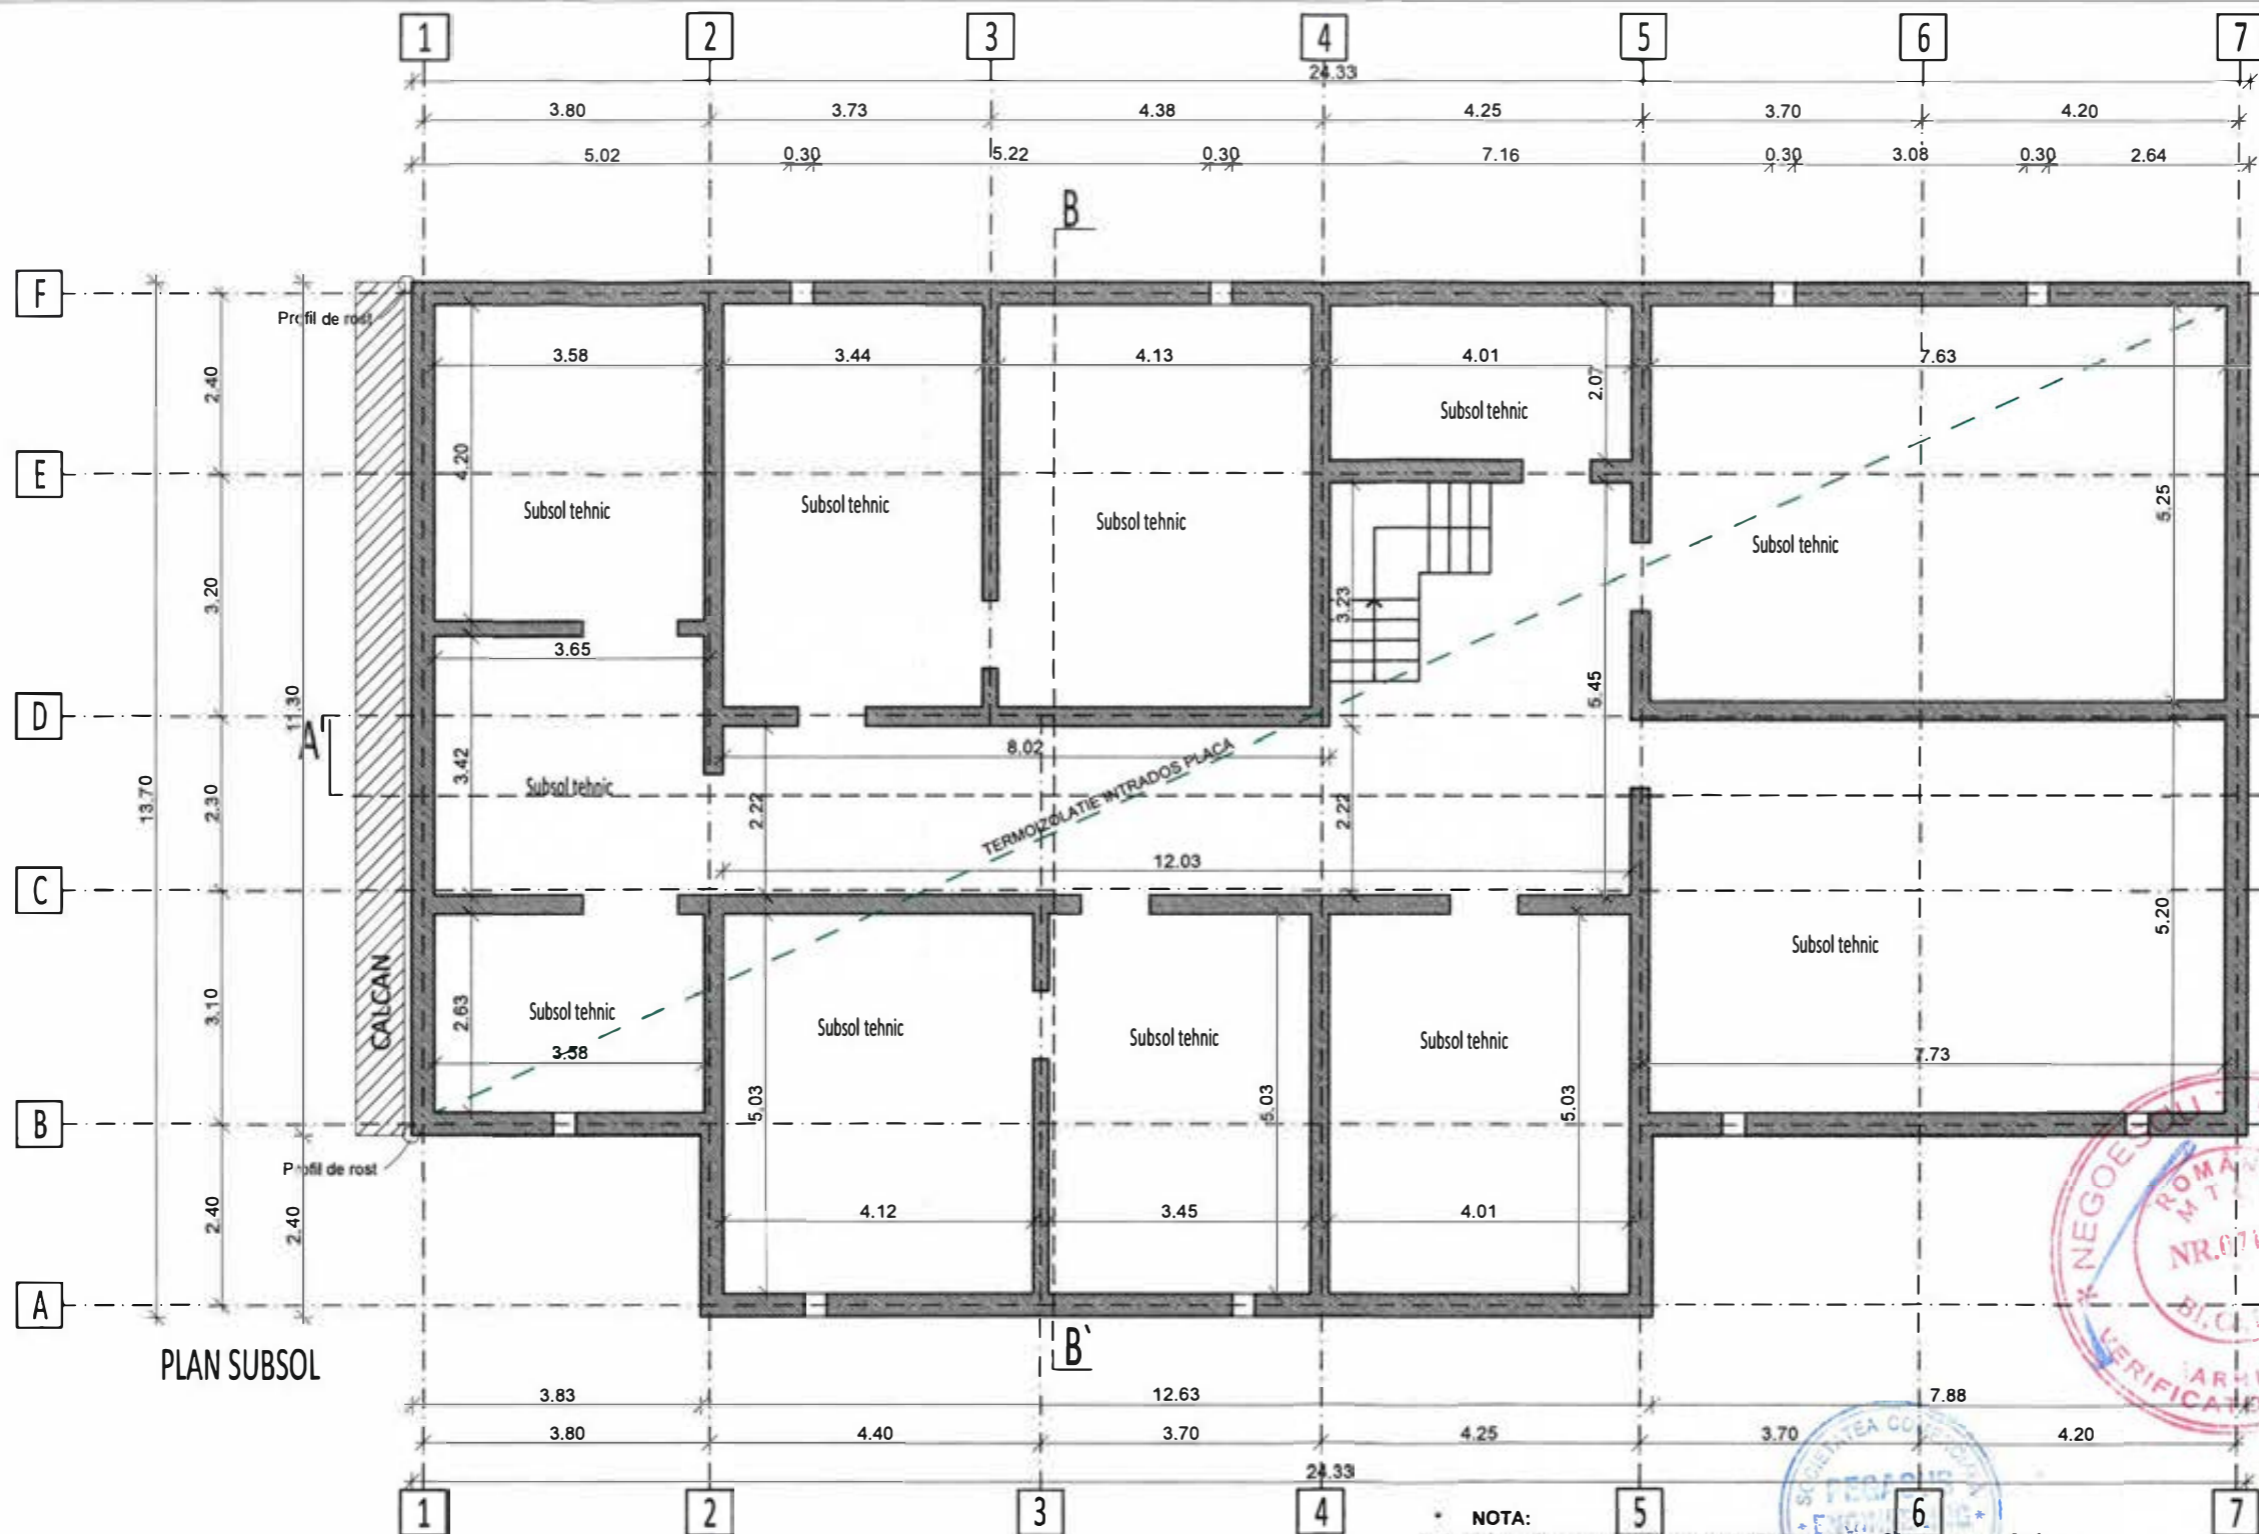 1 2 3 4 5 6 7
24.33
3.80 3.73 4.38 4.25 3.70 4.20
5.02 0.30 5.22 0.30 7.16 0.30 3.08 0.30 2.64
B
F
Profil de rost
3.58 3.44 4.13 4.01 7.63
2.40
2.07
Subsol tehnic
E
4.20
5.25
Subsol tehnic
Subsol tehnic
Subsol tehnic
Subsol tehnic
3.20
3.23
3.65
5.45
11.30
D
A'
8.02
3.42
TERMOIZOLATIE INTRADOS PLACA
Subsol tehnic
13.70
2.30
2.22
2.22
12.03
C
5.20
Subsol tehnic
CALCAN
3.10
2.63
Subsol tehnic
Subsol tehnic
Subsol tehnic
Subsol tehnic
3.58
7.73
5.03
5.03
5.03
B
Profil de rost
2.40
2.40
4.12 3.45 4.01
A
B`
PLAN SUBSOL
3.83 12.63 7.88
3.80 4.40 3.70 4.25 3.70 4.20
24.33
1 2 3 4 5 6 7
NOTA:
NEGOESCU
ROMÂN
NR.
VERIFICAT
SOCIETATEA
PEGASUS